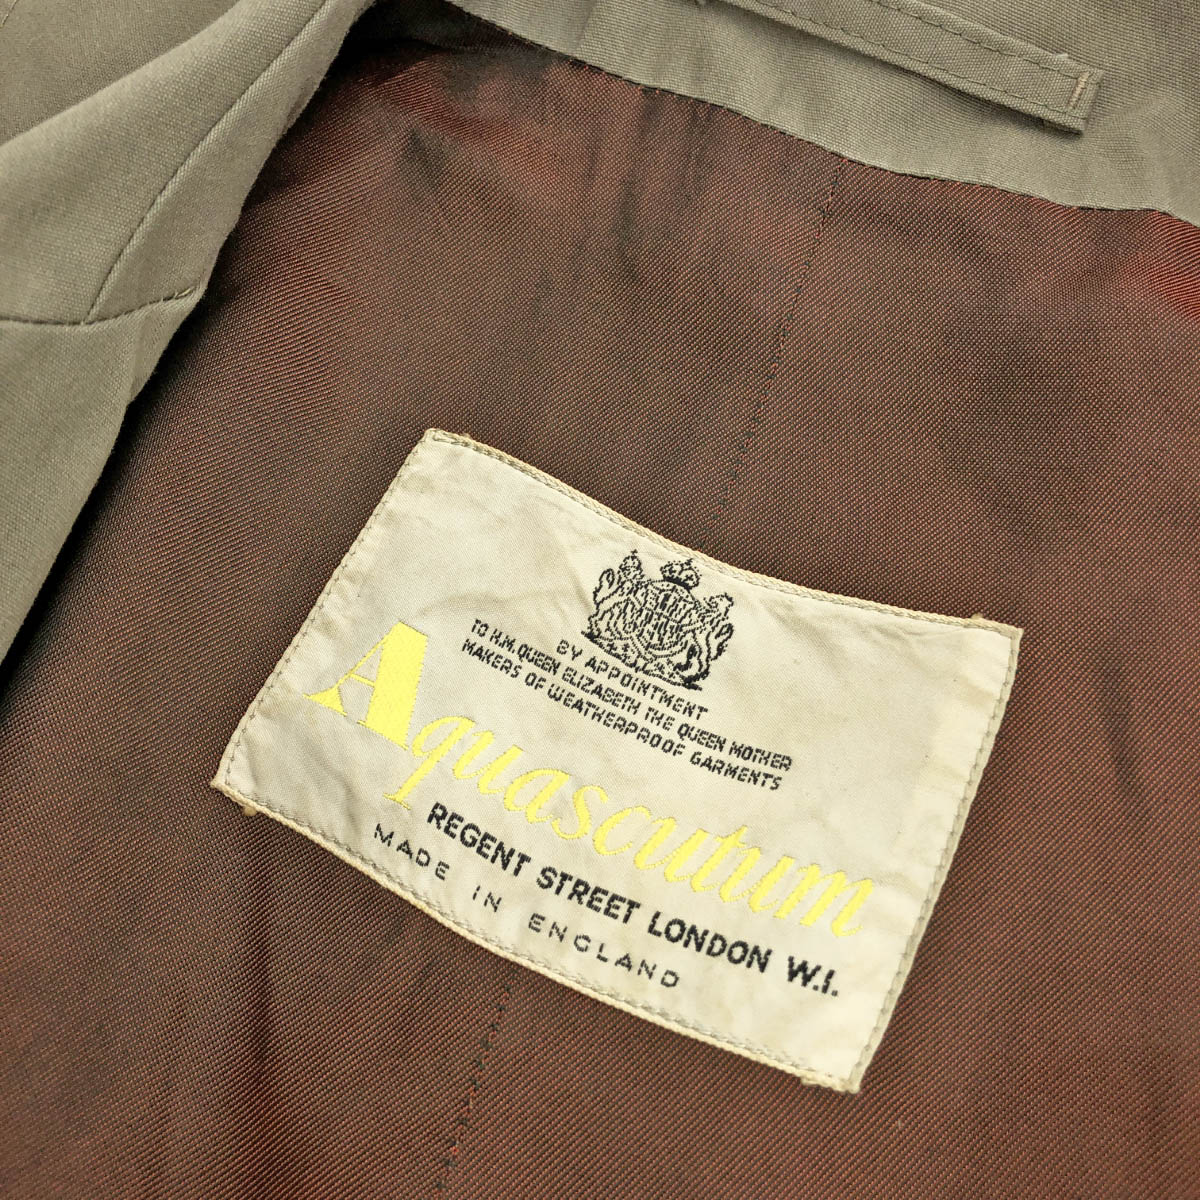 BY APPOINTMENT
TO H.M. QUEEN ELIZABETH THE QUEEN MOTHER
MAKERS OF WEATHERPROOF GARMENTS
Aquascutum
REGENT STREET LONDON W.I.
MADE IN ENGLAND